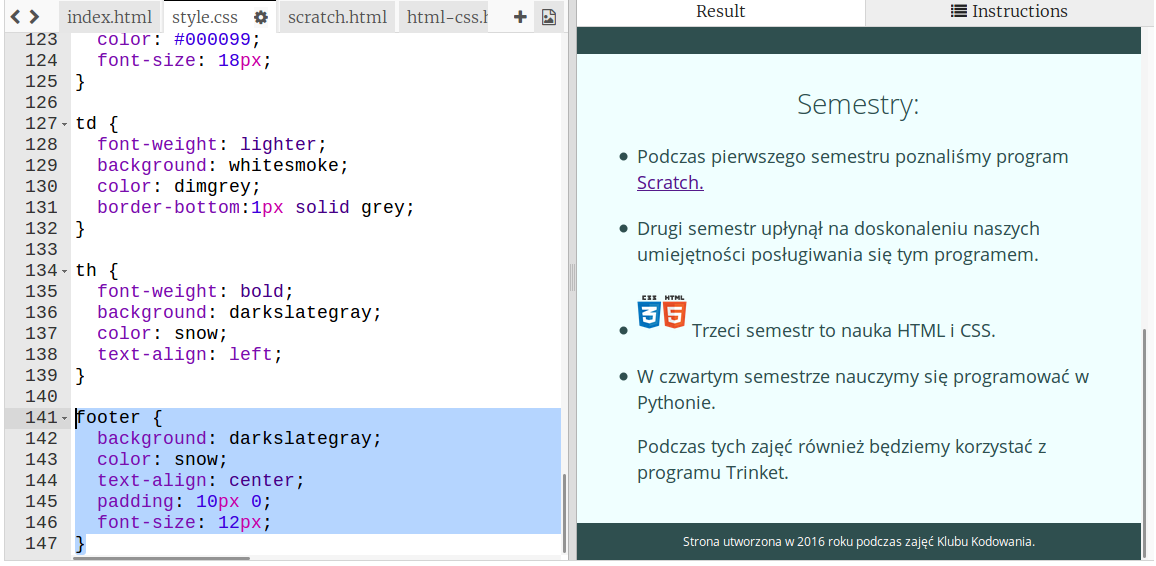 index.html style.css scratch.html html-css.h
123 color: #000099;
124 font-size: 18px;
125 }
126
127 td {
128 font-weight: lighter;
129 background: whitesmoke;
130 color: dimgrey;
131 border-bottom:1px solid grey;
132 }
133
134 th {
135 font-weight: bold;
136 background: darkslategray;
137 color: snow;
138 text-align: left;
139 }
140
141 footer {
142 background: darkslategray;
143 color: snow;
144 text-align: center;
145 padding: 10px 0;
146 font-size: 12px;
147 }
Result Instructions
Semestry:
Podczas pierwszego semestru poznaliśmy program
Scratch.
Drugi semestr upłynął na doskonaleniu naszych
umiejętności posługiwania się tym programem.
CSS HTML
3 5
Trzeci semestr to nauka HTML i CSS.
W czwartym semestrze nauczymy się programować w
Pythonie.
Podczas tych zajęć również będziemy korzystać z
programu Trinket.
Strona utworzona w 2016 roku podczas zajęć Klubu Kodowania.